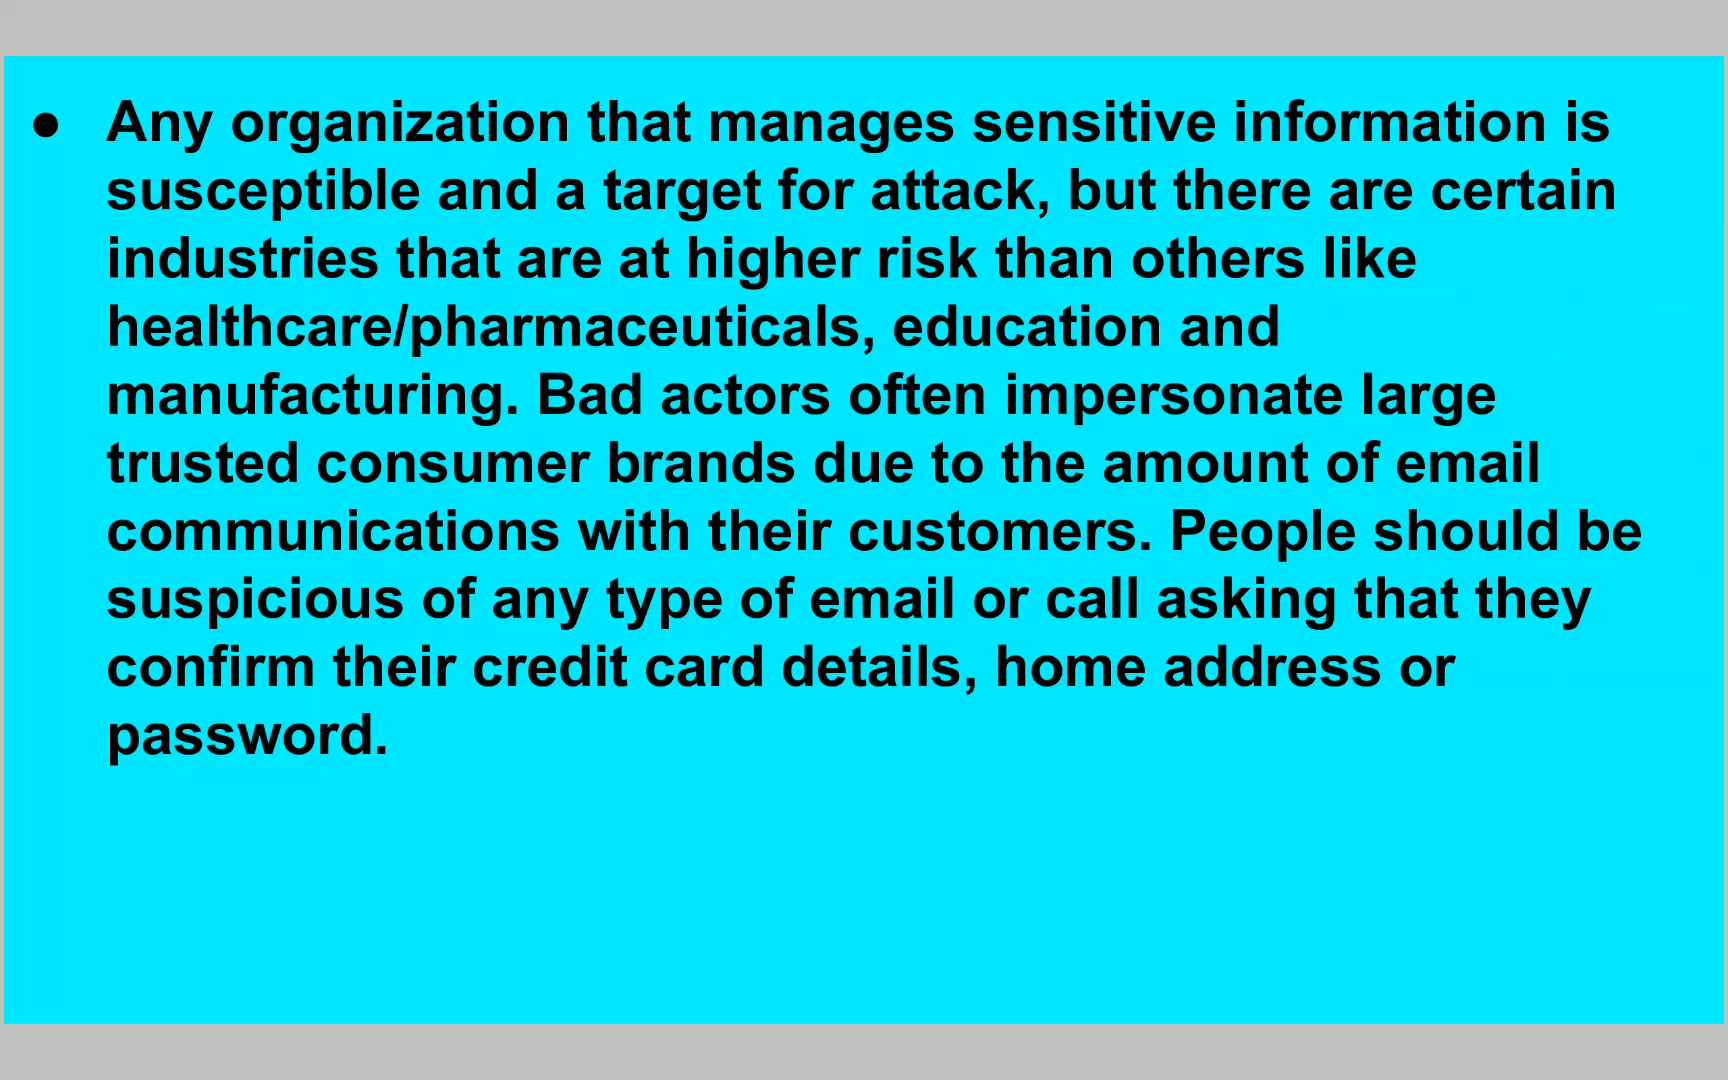 ● Any organization that manages sensitive information is
susceptible and a target for attack, but there are certain
industries that are at higher risk than others like
healthcare/pharmaceuticals, education and
manufacturing. Bad actors often impersonate large
trusted consumer brands due to the amount of email
communications with their customers. People should be
suspicious of any type of email or call asking that they
confirm their credit card details, home address or
password.